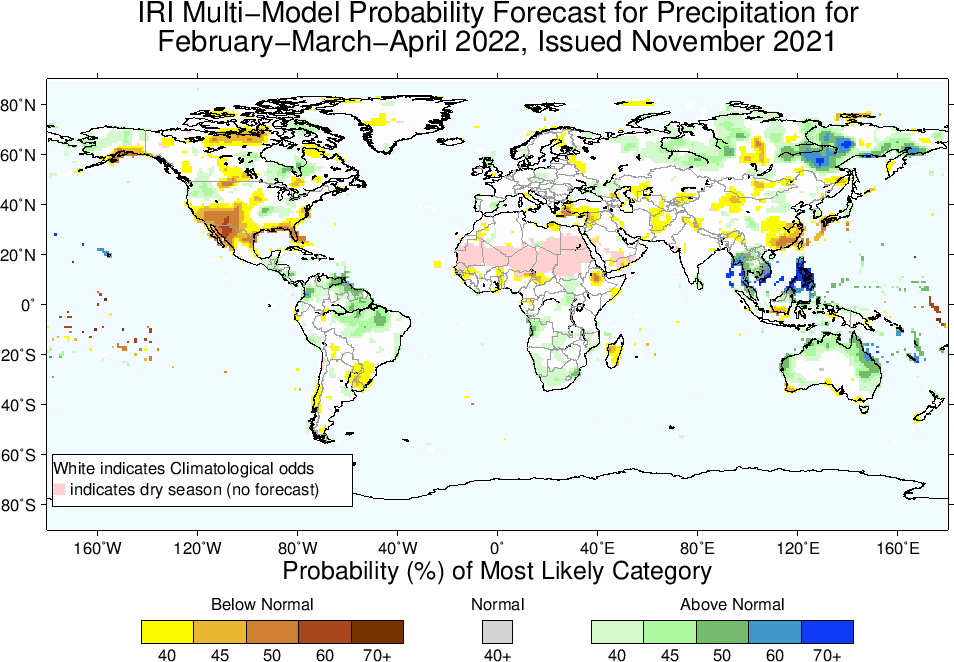 IRI Multi−Model Probability Forecast for Precipitation for
February−March−April 2022, Issued November 2021
80˚N
60˚N
40˚N
20˚N
0˚
20˚S
40˚S
60˚S
80˚S
White indicates Climatological odds
indicates dry season (no forecast)
160˚W 120˚W 80˚W 40˚W 0˚ 40˚E 80˚E 120˚E 160˚E
Probability (%) of Most Likely Category
Below Normal Normal Above Normal
40 45 50 60 70+ 40+ 40 45 50 60 70+